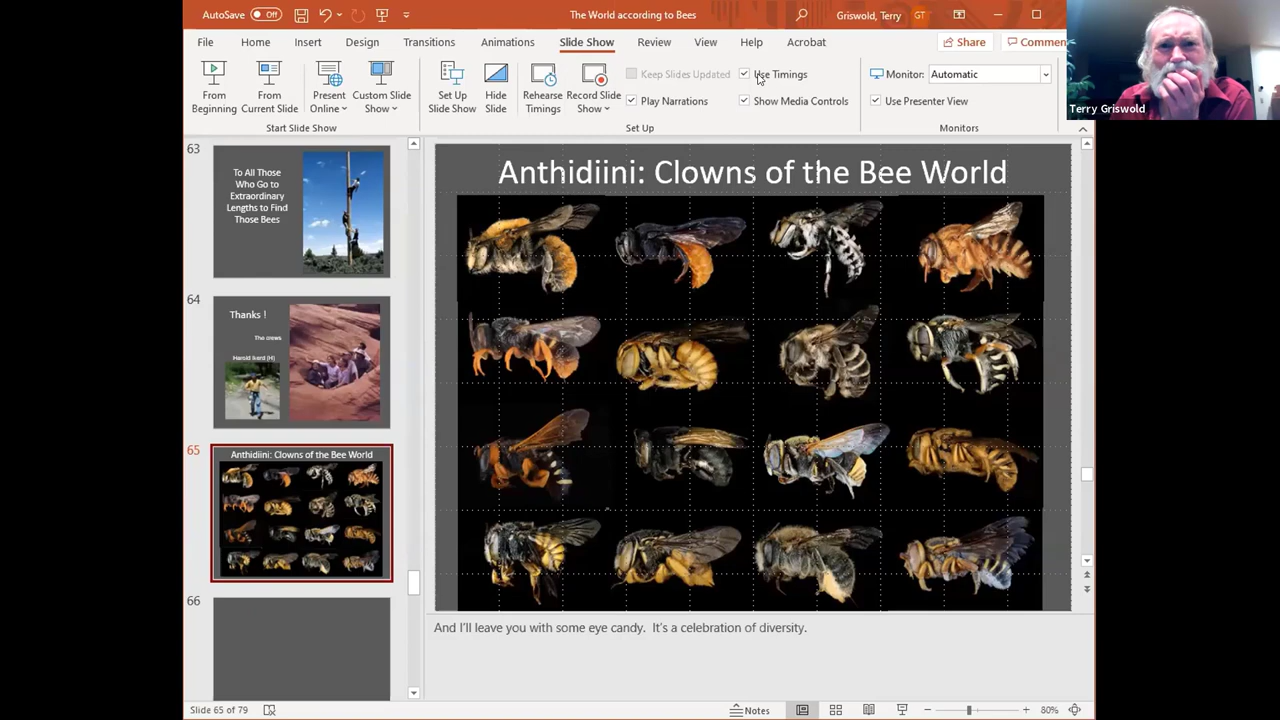 AutoSave Off
The World according to Bees
Griswold, Terry GT
File Home Insert Design Transitions Animations Slide Show Review View Help Acrobat
Share Commen
From Beginning
From Current Slide
Present Online
Custom Slide Show
Start Slide Show
Set Up Slide Show
Hide Slide
Rehearse Timings
Record Slide Show
Keep Slides Updated
Use Timings
Play Narrations
Show Media Controls
Set Up
Monitor: Automatic
Use Presenter View
Monitors
Terry Griswold
63
To All Those
Who Go to
Extraordinary
Lengths to Find
Those Bees
64
Thanks !
The crews
Harold Ikerd (H)
65
Anthidiini: Clowns of the Bee World
66
Anthidiini: Clowns of the Bee World
And I'll leave you with some eye candy. It's a celebration of diversity.
Slide 65 of 79
Notes
80%